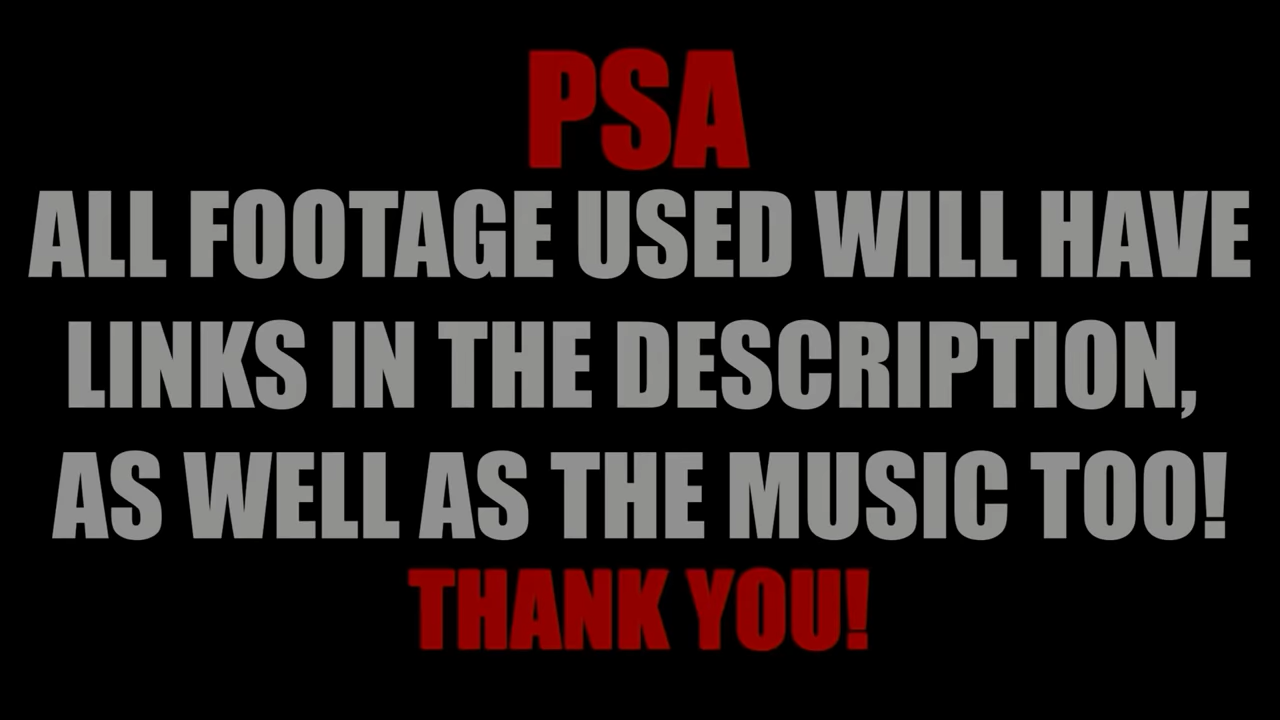 PSA
ALL FOOTAGE USED WILL HAVE
LINKS IN THE DESCRIPTION,
AS WELL AS THE MUSIC TOO!
THANK YOU!